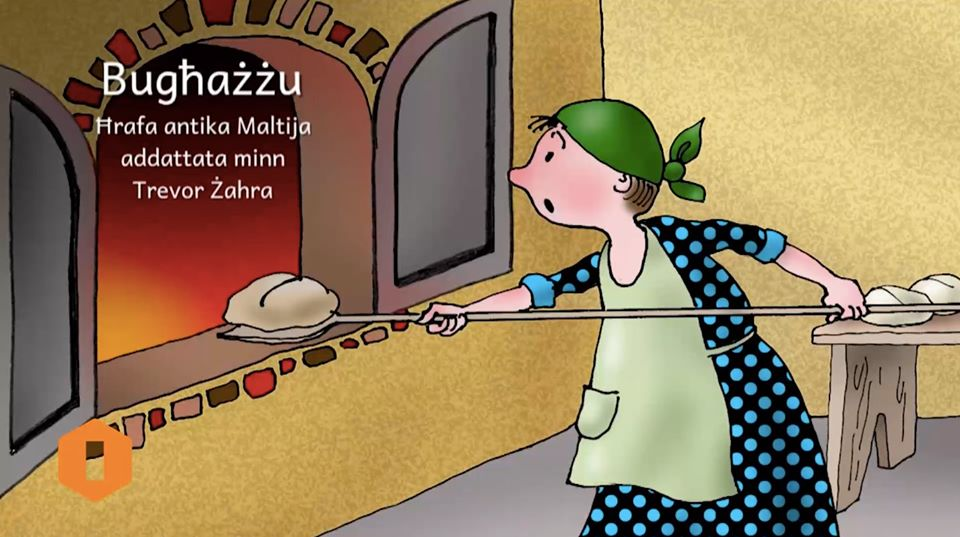 Bugħażżu
Ħrafa antika Maltija
addattata minn
Trevor Żahra